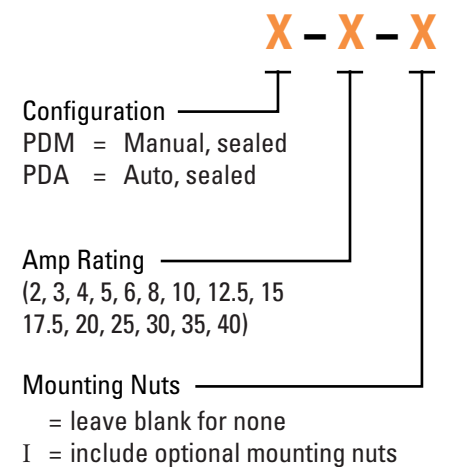 X – X – X
Configuration
PDM = Manual, sealed
PDA = Auto, sealed
Amp Rating
(2, 3, 4, 5, 6, 8, 10, 12.5, 15
17.5, 20, 25, 30, 35, 40)
Mounting Nuts
= leave blank for none
I = include optional mounting nuts